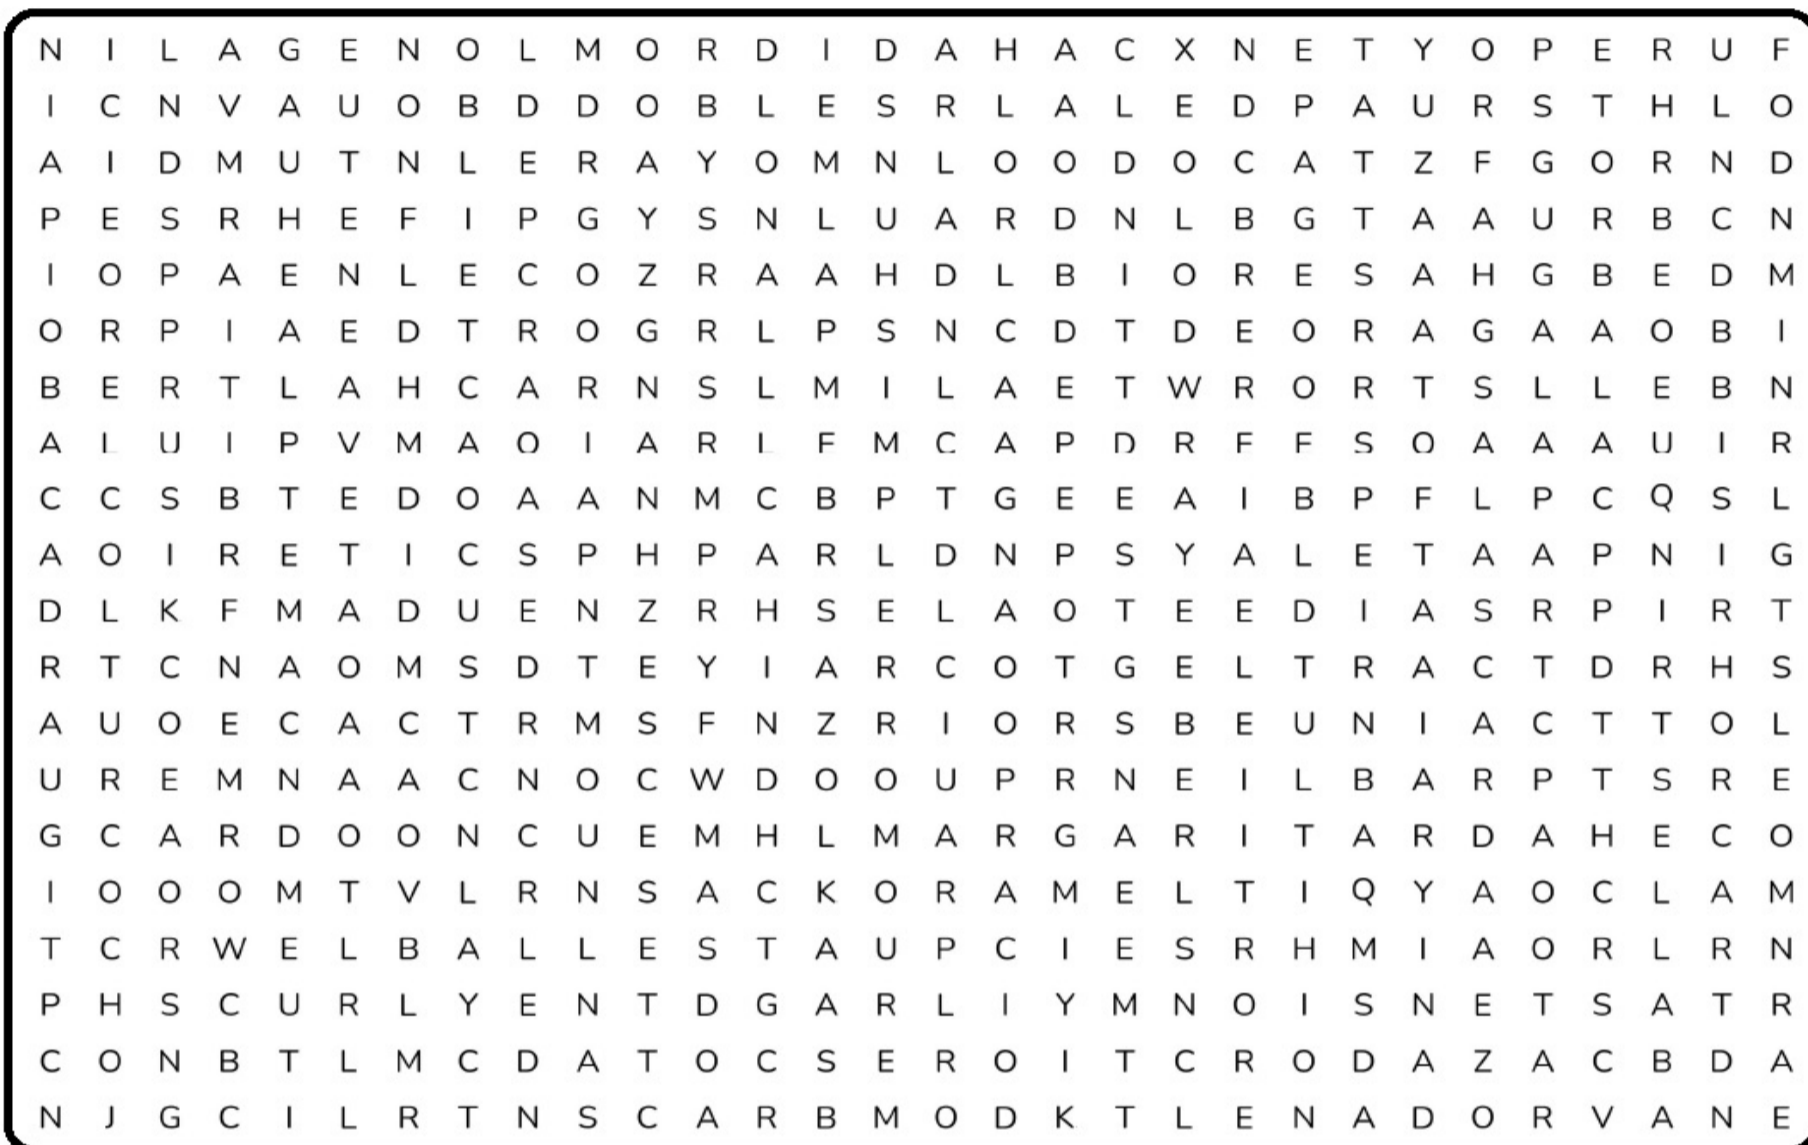 N I L A G E N O L M O R D I D A H A C X N E T Y O P E R U F
I C N V A U O B D D O B L E S R L A L E D P A U R S T H L O
A I D M U T N L E R A Y O M N L O O D O C A T Z F G O R N D
P E S R H E F I P G Y S N L U A R D N L B G T A A U R B C N
I O P A E N L E C O Z R A A H D L B I O R E S A H G B E D M
O R P I A E D T R O G R L P S N C D T D E O R A G A A O B I
B E R T L A H C A R N S L M I L A E T W R O R T S L L E B N
A L U I P V M A O I A R L F M C A P D R F F S O A A A U I R
C C S B T E D O A A N M C B P T G E E A I B P F L P C Q S L
A O I R E T I C S P H P A R L D N P S Y A L E T A A P N I G
D L K F M A D U E N Z R H S E L A O T E E D I A S R P I R T
R T C N A O M S D T E Y I A R C O T G E L T R A C T D R H S
A U O E C A C T R M S F N Z R I O R S B E U N I A C T T O L
U R E M N A A C N O C W D O O U P R N E I L B A R P T S R E
G C A R D O O N C U E M H L M A R G A R I T A R D A H E C O
I O O O M T V L R N S A C K O R A M E L T I Q Y A O C L A M
T C R W E L B A L L E S T A U P C I E S R H M I A O R L R N
P H S C U R L Y E N T D G A R L I Y M N O I S N E T S A T R
C O N B T L M C D A T O C S E R O I T C R O D A Z A C B D A
N J G C I L R T N S C A R B M O D K T L E N A D O R V A N E